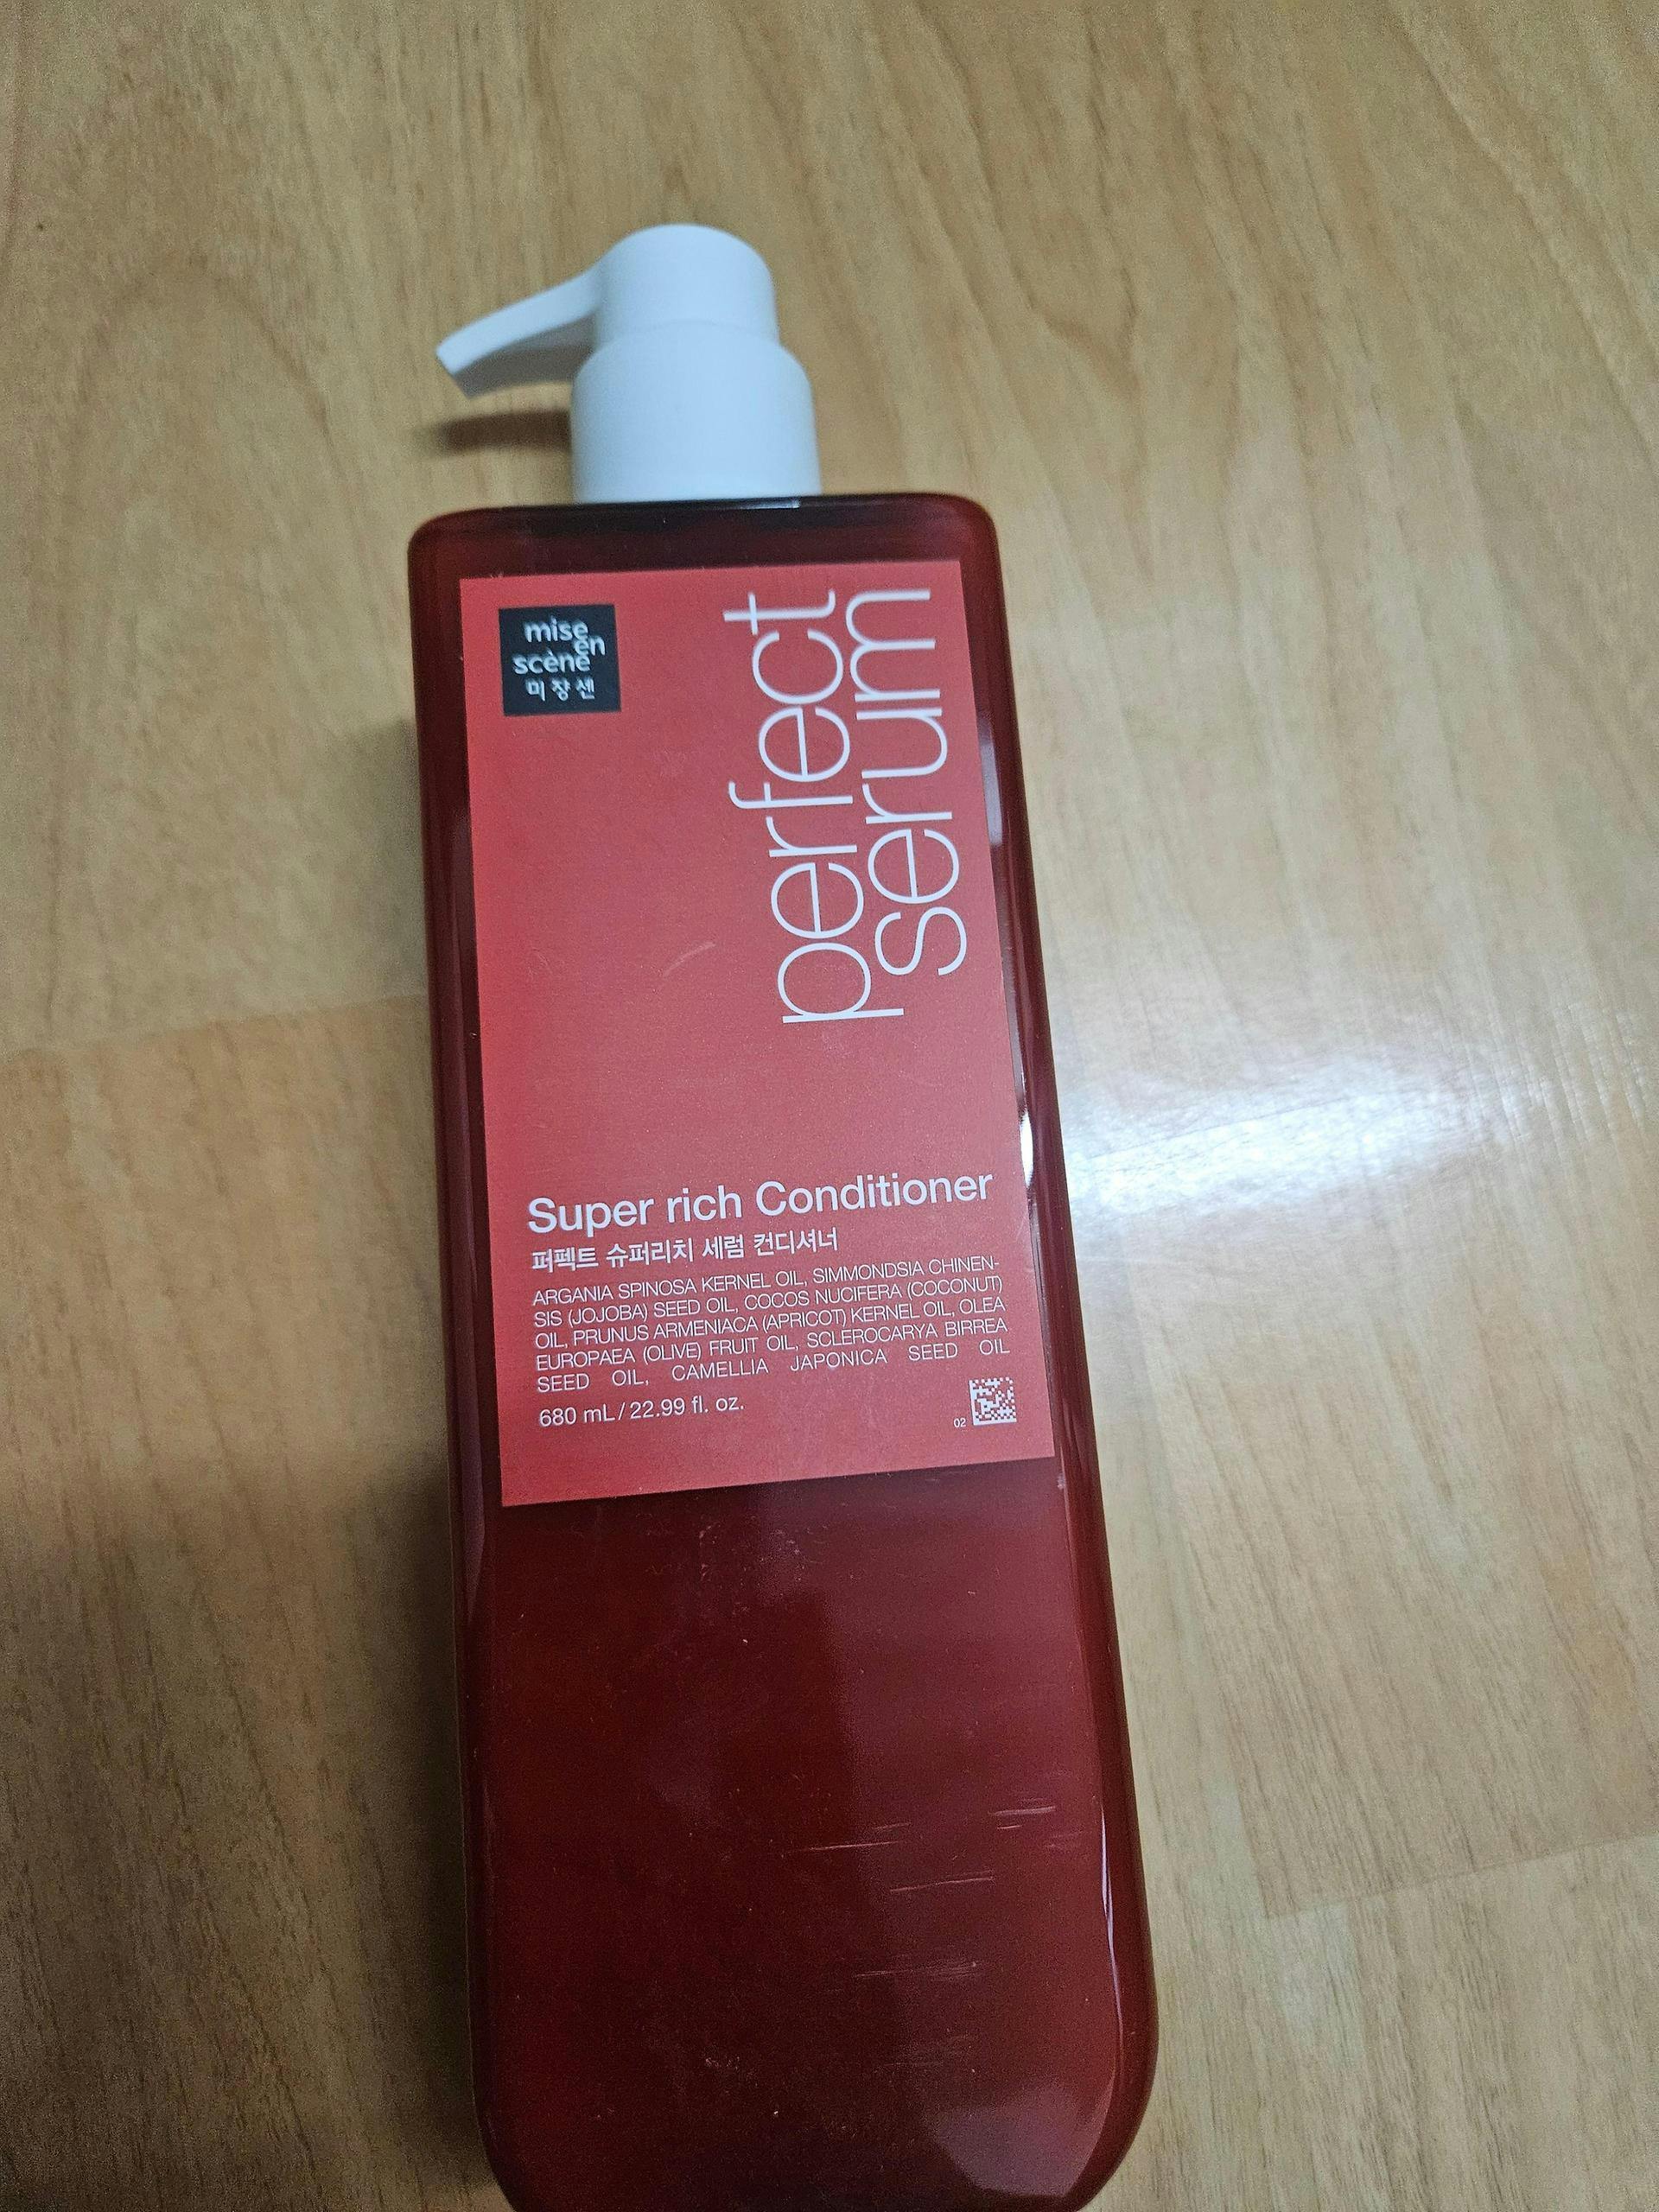 mise
en
scène
미쟝센
perfect
serum
Super rich Conditioner
퍼펙트 슈퍼리치 세럼 컨디셔너
ARGANIA SPINOSA KERNEL OIL, SIMMONDSIA CHINEN-
SIS (JOJOBA) SEED OIL, COCOS NUCIFERA (COCONUT)
OIL, PRUNUS ARMENIACA (APRICOT) KERNEL OIL, OLEA
EUROPAEA (OLIVE) FRUIT OIL, SCLEROCARYA BIRREA
SEED OIL, CAMELLIA JAPONICA SEED OIL
680 mL / 22.99 fl. oz.
02